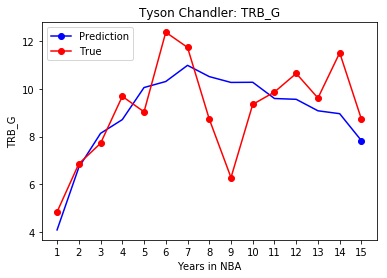 Tyson Chandler: TRB_G
Prediction
True
TRB_G
12
10
8
6
4
1 2 3 4 5 6 7 8 9 10 11 12 13 14 15
Years in NBA